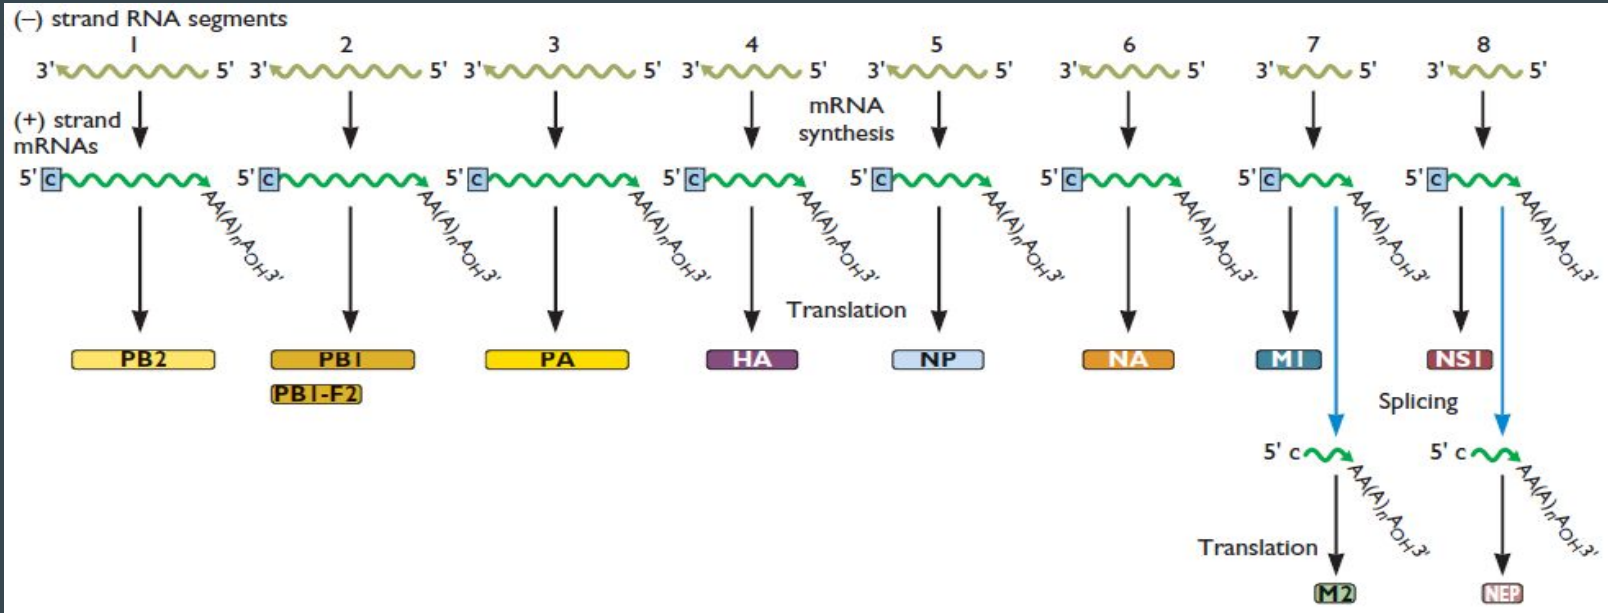 (–) strand RNA segments
1 2 3 4 5 6 7 8
3' 5' 3' 5' 3' 5' 3' 5' 3' 5' 3' 5' 3' 5' 3' 5'
mRNA
synthesis
(+) strand
mRNAs
5' C 5' C 5' C 5' C 5' C 5' C 5' C 5' C
AA(A)nAOH3' AA(A)nAOH3' AA(A)nAOH3' AA(A)nAOH3' AA(A)nAOH3' AA(A)nAOH3' AA(A)nAOH3' AA(A)nAOH3'
Translation
PB2 PB1 PA HA NP NA M1 NS1
PB1-F2
Splicing
5' c 5' c
AA(A)nAOH3' AA(A)nAOH3'
Translation
M2 NEP